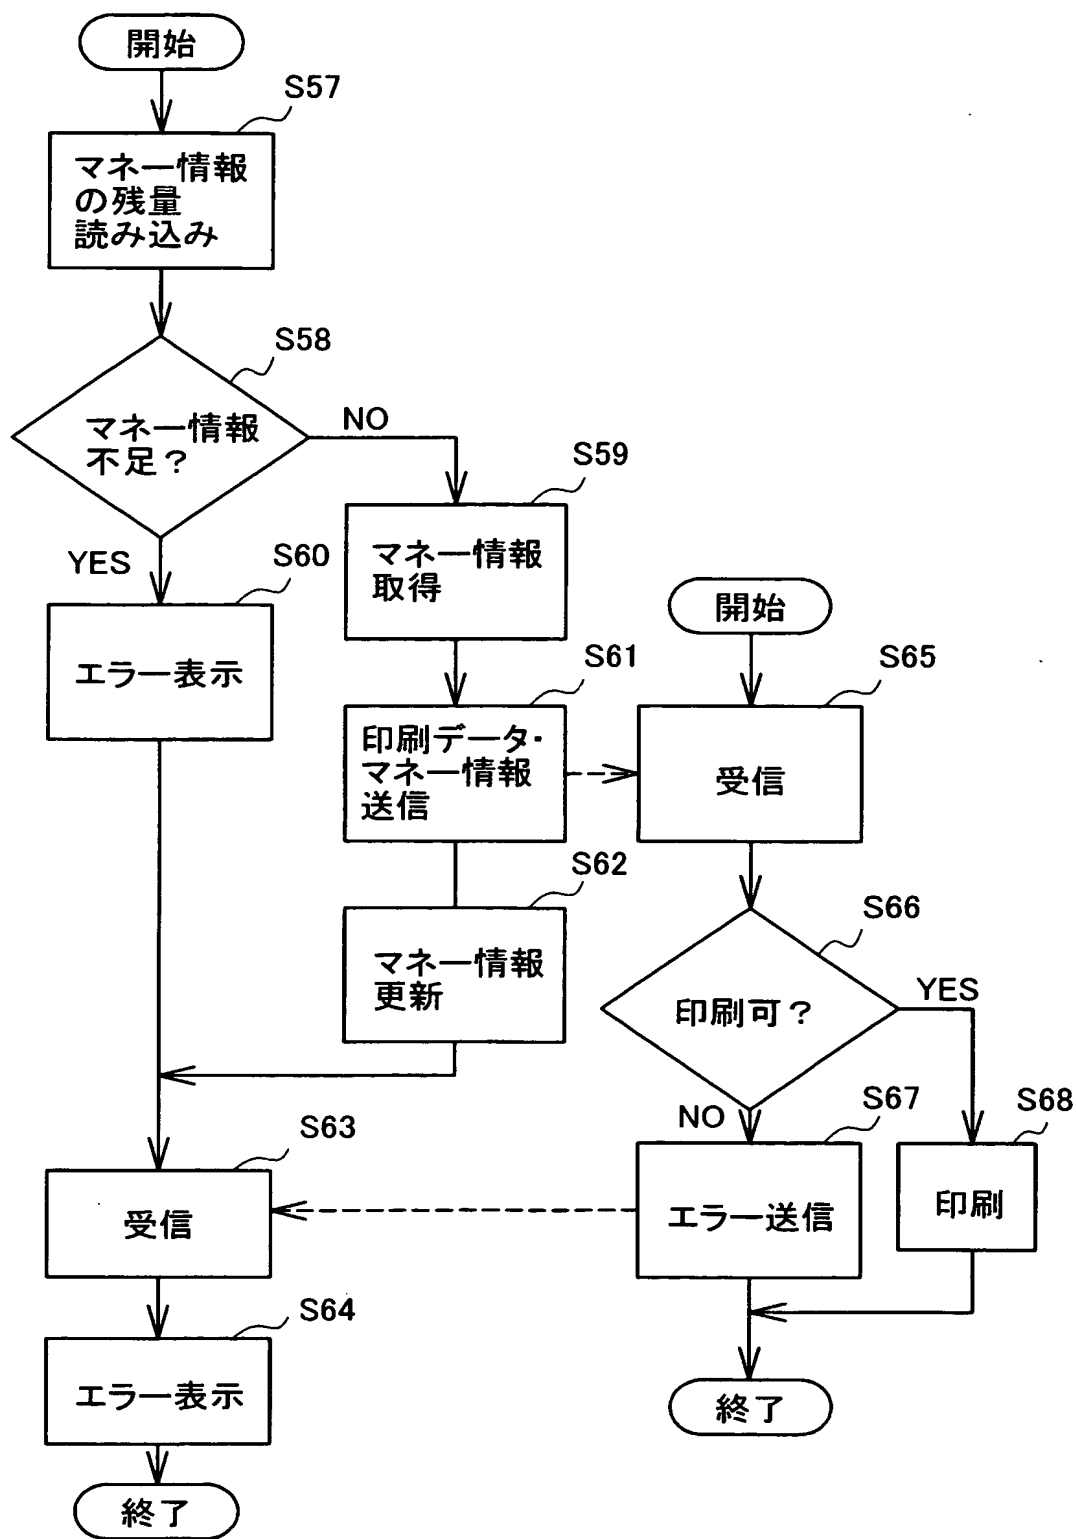 開始
S57
マネー情報
の残量
読み込み
S58
マネー情報
不足？
NO
YES
S59
マネー情報
取得
S60
エラー表示
S61
印刷データ・
マネー情報
送信
S62
マネー情報
更新
S63
受信
S64
エラー表示
終了
開始
S65
受信
S66
印刷可？
YES
NO
S67
エラー送信
S68
印刷
終了